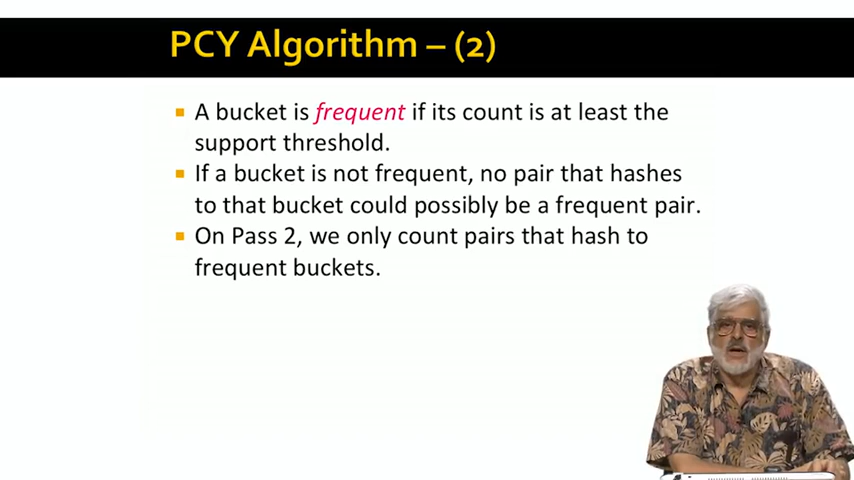 PCY Algorithm – (2)
A bucket is frequent if its count is at least the
support threshold.
If a bucket is not frequent, no pair that hashes
to that bucket could possibly be a frequent pair.
On Pass 2, we only count pairs that hash to
frequent buckets.